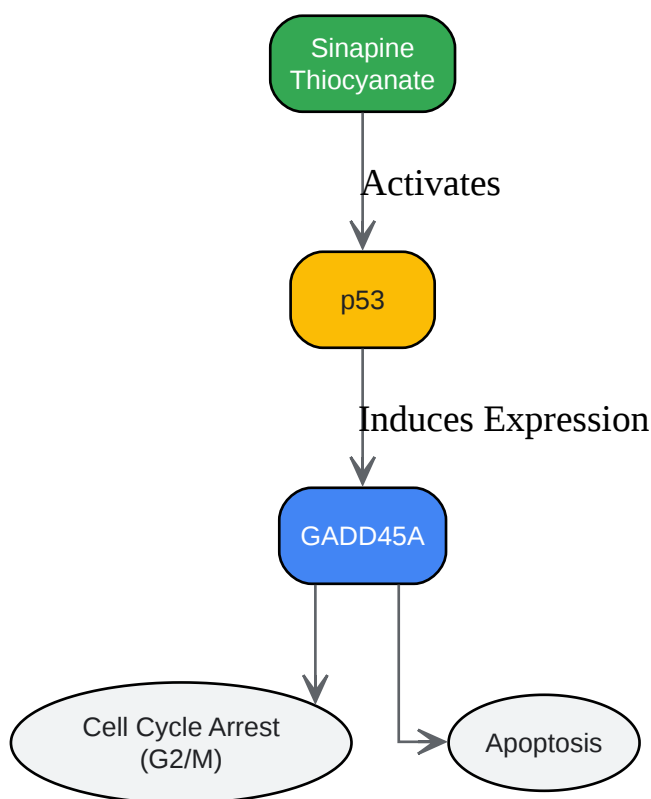 Sinapine
Thiocyanate
Activates
p53
Induces Expression
GADD45A
Cell Cycle Arrest
(G2/M)
Apoptosis